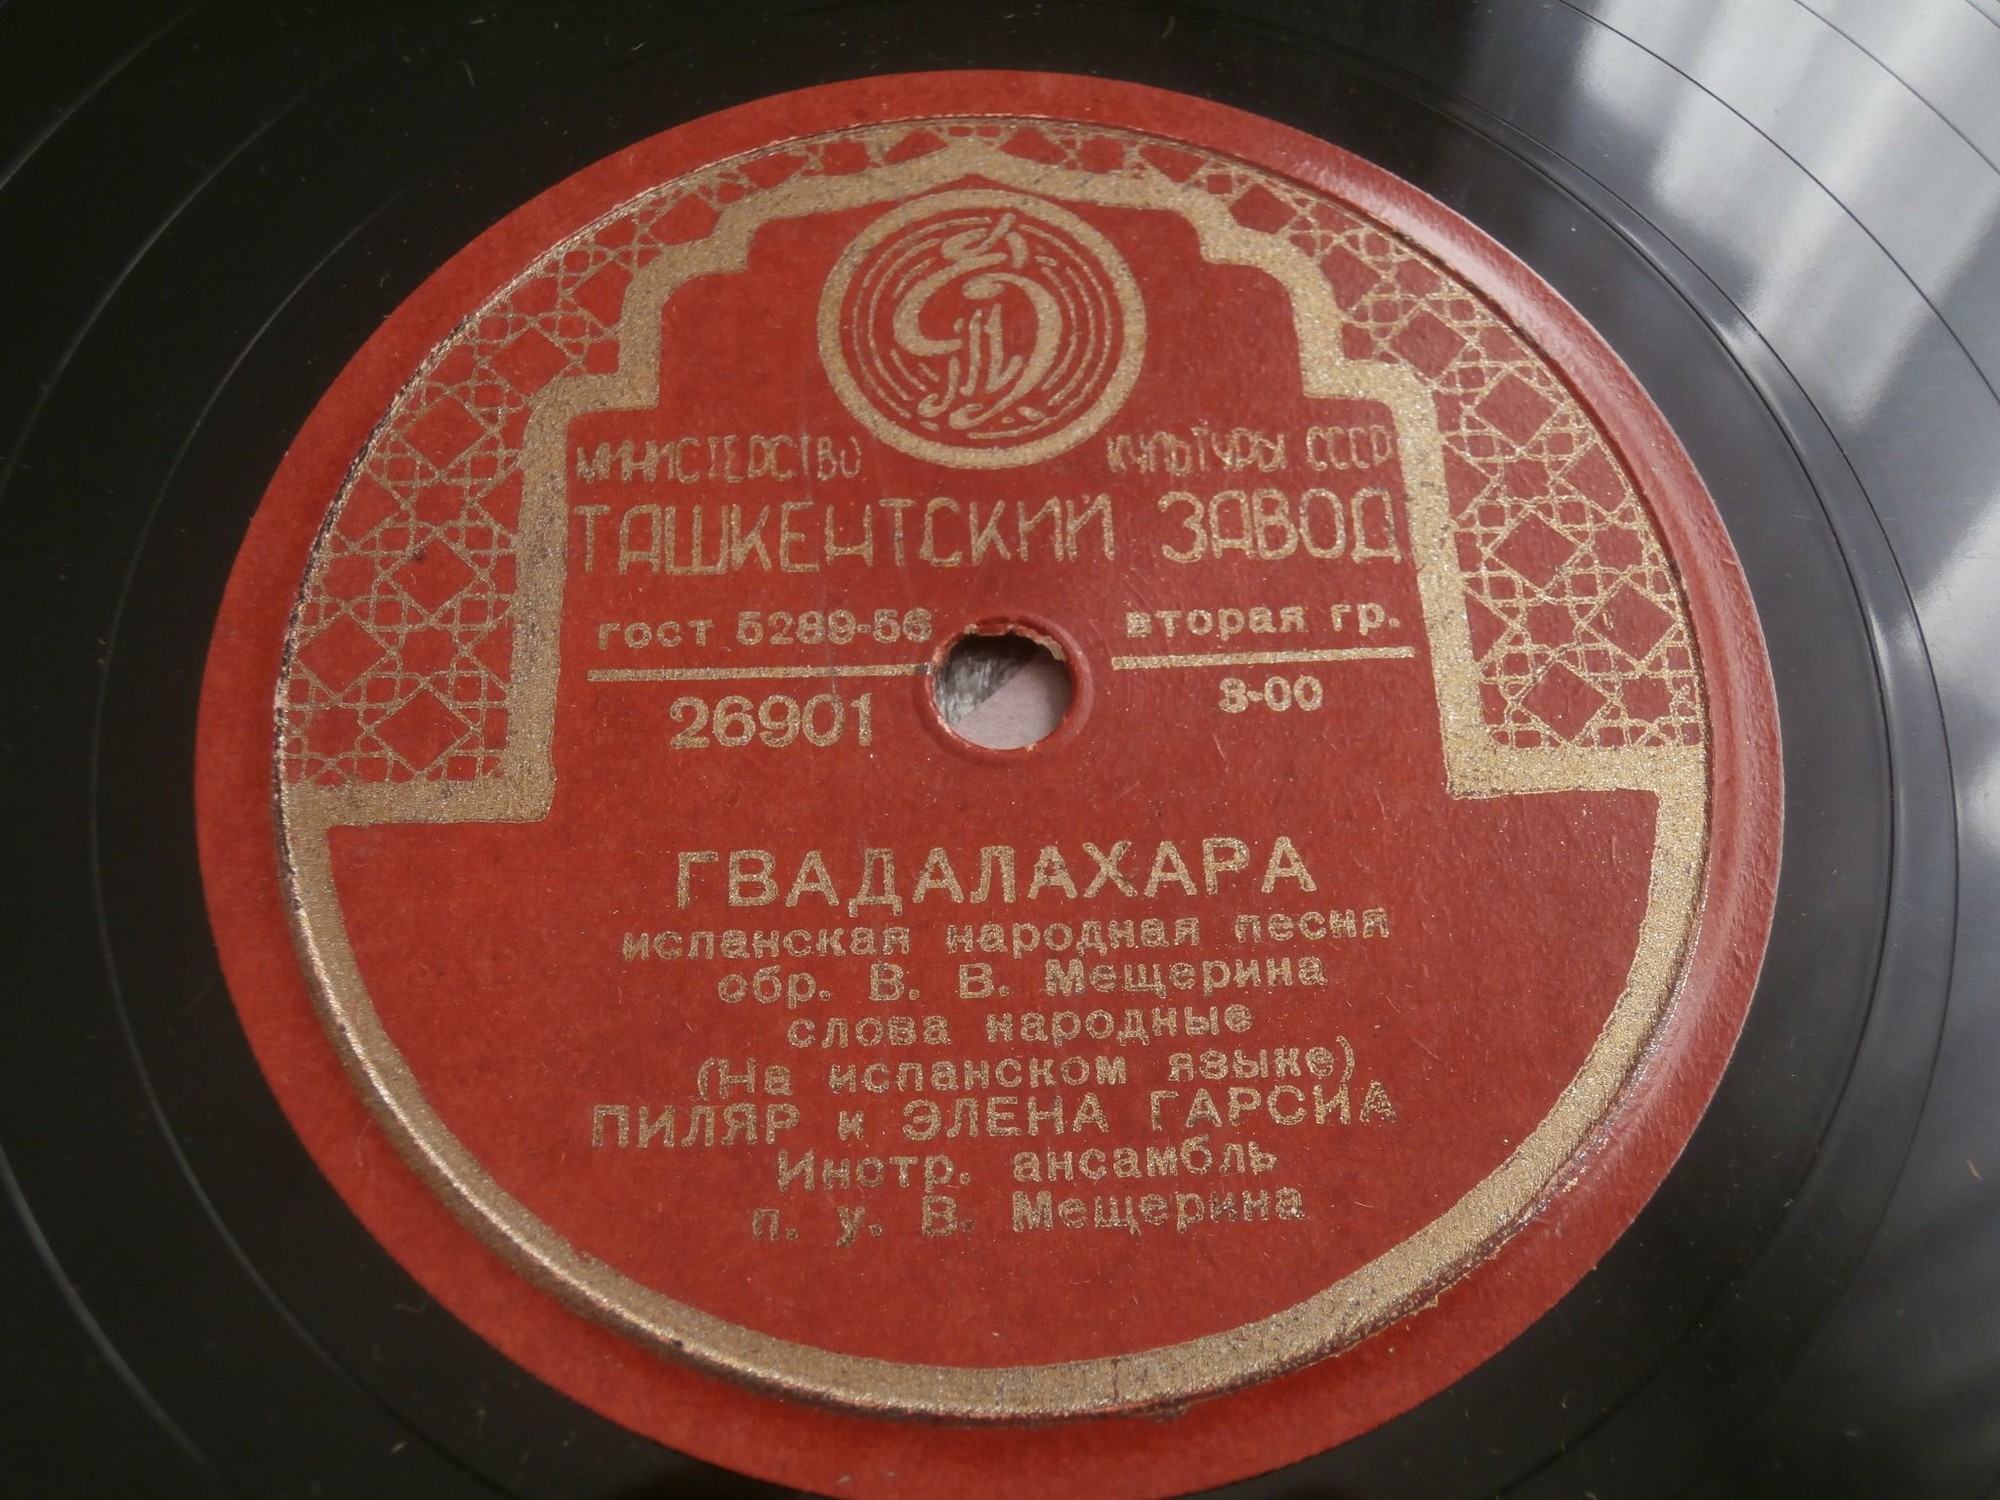 МИНИСТЕРСТВО КУЛЬТУРЫ СССР
ТАШКЕНТСКИЙ ЗАВОД
гост 5289-56 вторая гр.
26901 3-00
ГВАДАЛАХАРА
испанская народная песня
обр. В. В. Мещерина
слова народные
(На испанском языке)
ПИЛЯР и ЭЛЕНА ГАРСИА
Инстр. ансамбль
п. у. В. Мещерина